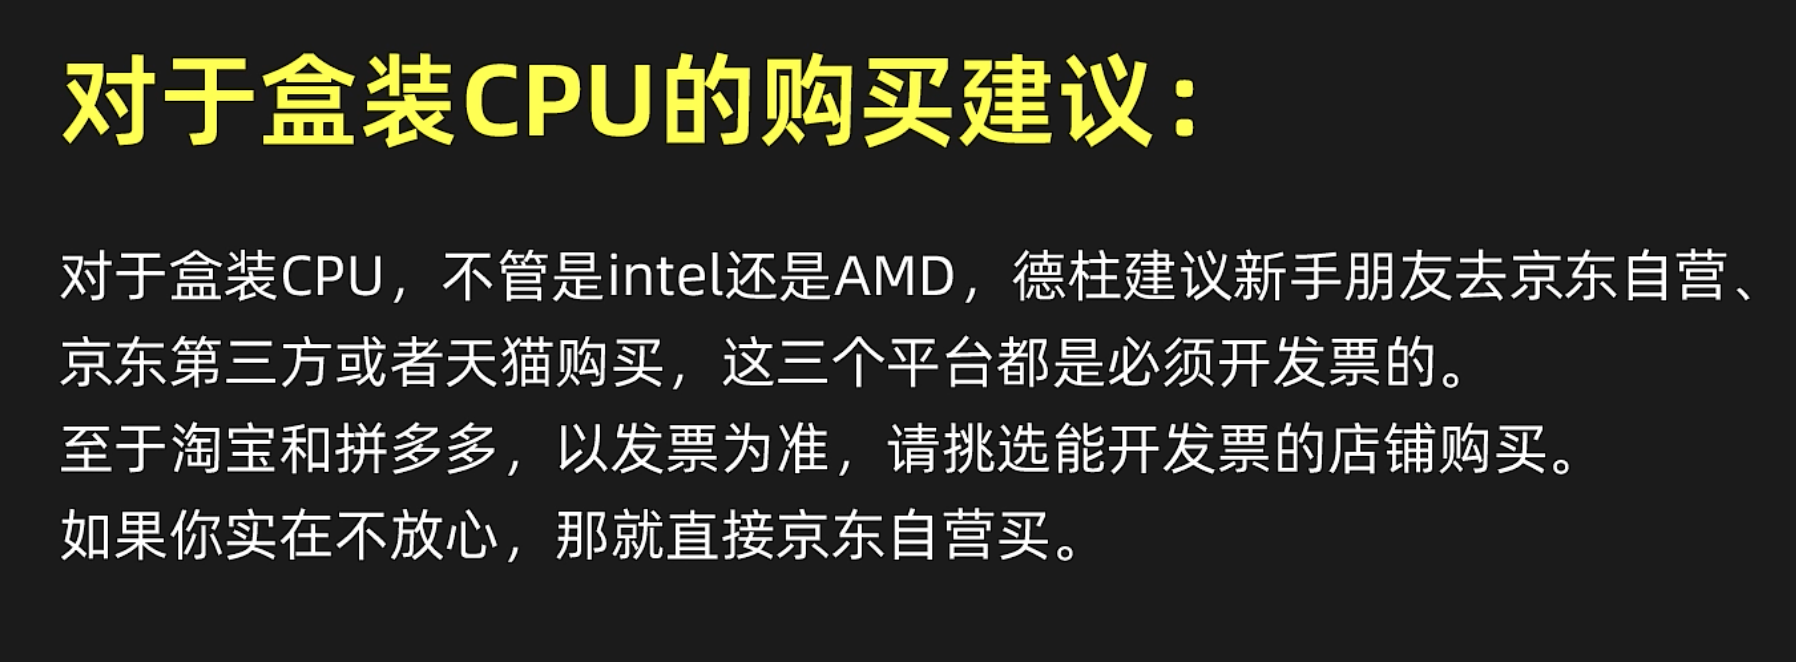 对于盒装CPU的购买建议：
对于盒装CPU，不管是intel还是AMD，德柱建议新手朋友去京东自营、
京东第三方或者天猫购买，这三个平台都是必须开发票的。
至于淘宝和拼多多，以发票为准，请挑选能开发票的店铺购买。
如果你实在不放心，那就直接京东自营买。